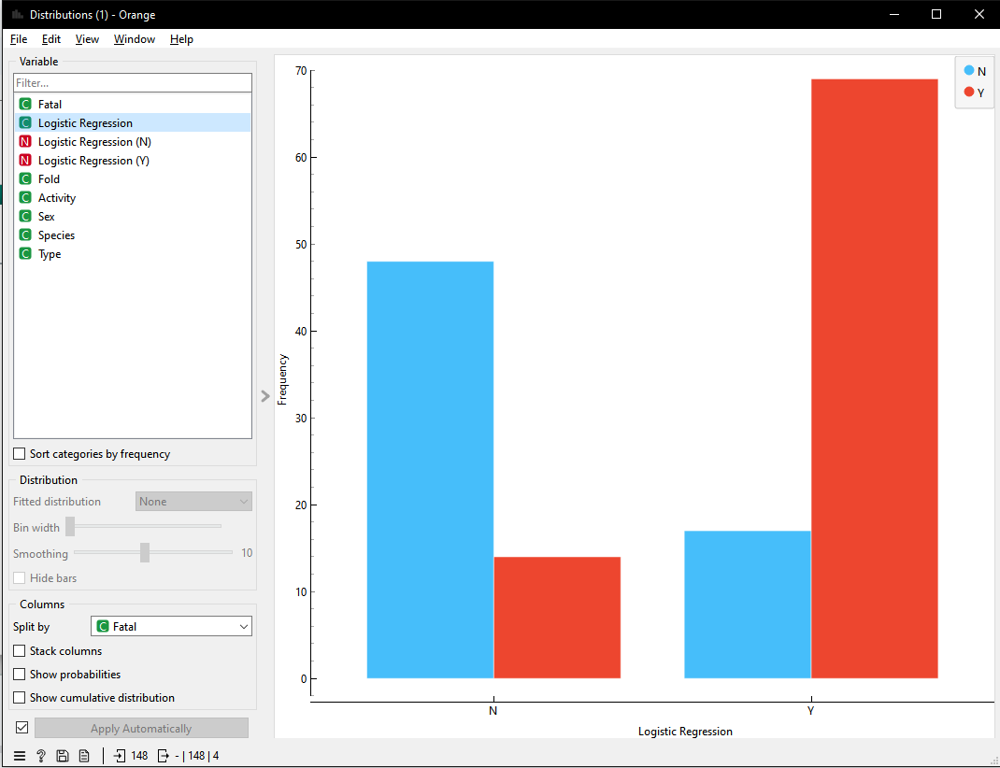 Distributions (1) - Orange
File Edit View Window Help
Variable
Filter...
C Fatal
C Logistic Regression
N Logistic Regression (N)
N Logistic Regression (Y)
C Fold
C Activity
C Sex
C Species
C Type
Sort categories by frequency
Distribution
Fitted distribution None
Bin width
Smoothing 10
Hide bars
Columns
Split by C Fatal
Stack columns
Show probabilities
Show cumulative distribution
Apply Automatically
? 148 - | 148 | 4
70
60
50
40
30
20
10
0
Frequency
N Y
Logistic Regression
N
Y